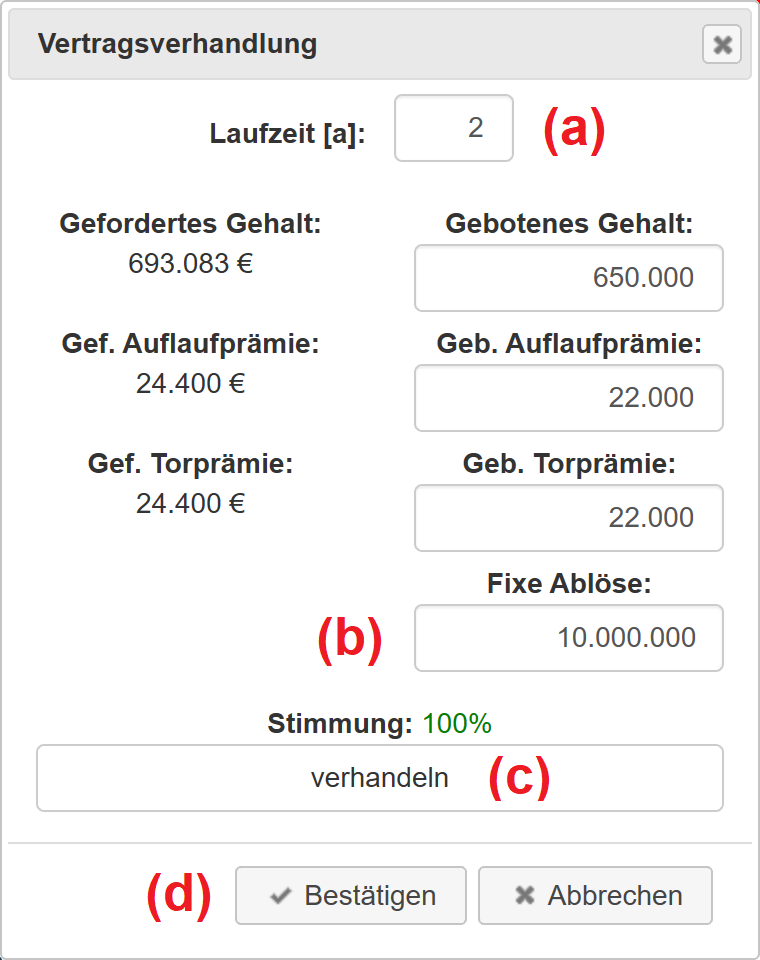 Vertragsverhandlung
Laufzeit [a]: 2 (a)
Gefordertes Gehalt: Gebotenes Gehalt:
693.083 € 650.000
Gef. Auflaufprämie: Geb. Auflaufprämie:
24.400 € 22.000
Gef. Torprämie: Geb. Torprämie:
24.400 € 22.000
Fixe Ablöse:
(b) 10.000.000
Stimmung: 100%
verhandeln (c)
(d) Bestätigen Abbrechen